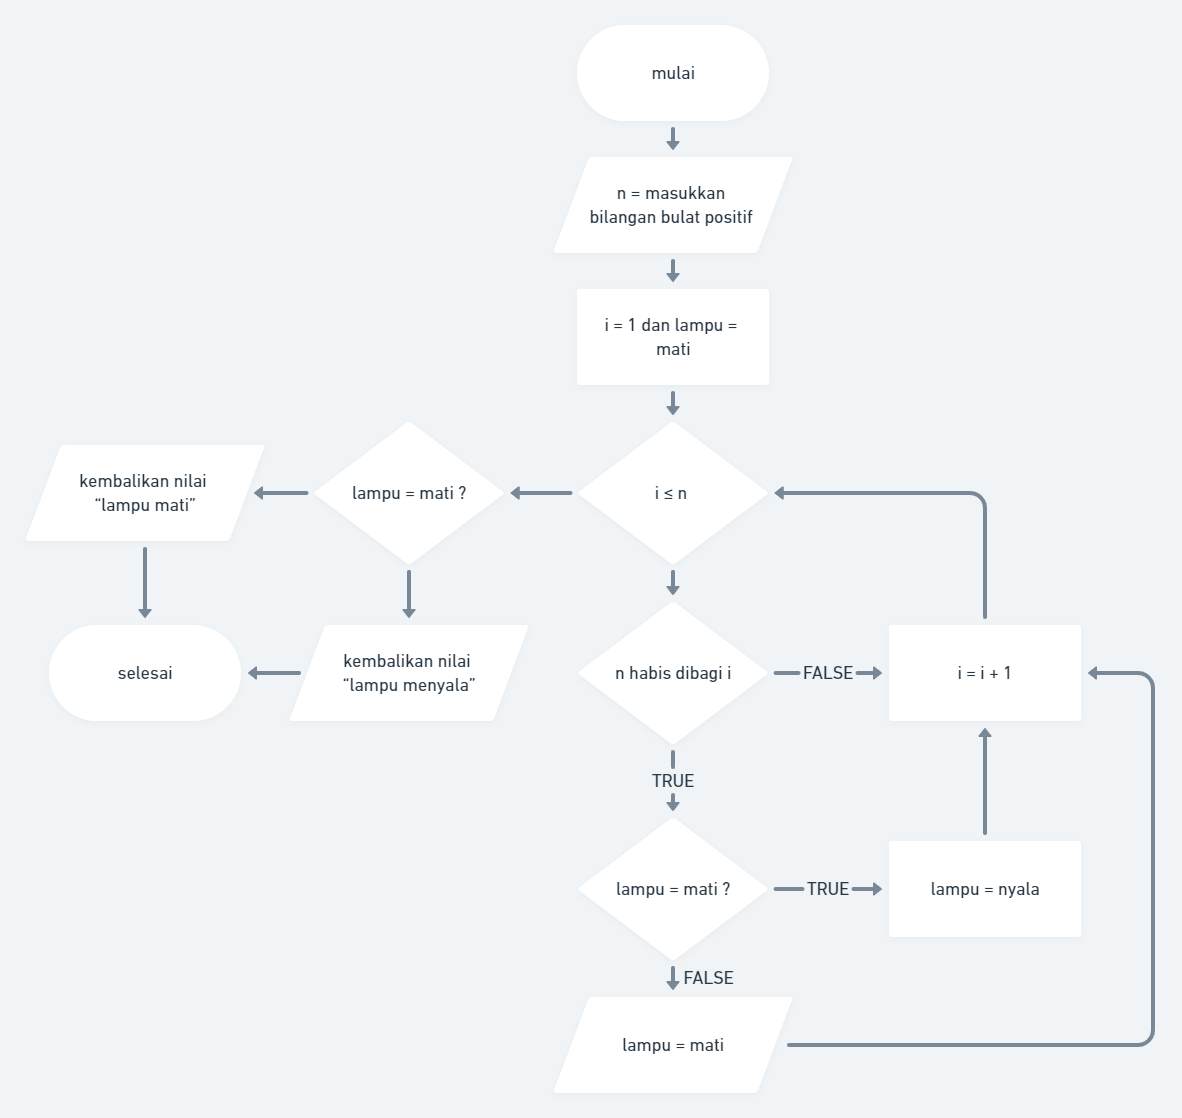 mulai
n = masukkan
bilangan bulat positif
i = 1 dan lampu =
mati
kembalikan nilai
“lampu mati”
lampu = mati ?
i ≤ n
selesai
kembalikan nilai
“lampu menyala”
n habis dibagi i
FALSE
i = i + 1
TRUE
lampu = mati ?
TRUE
lampu = nyala
FALSE
lampu = mati